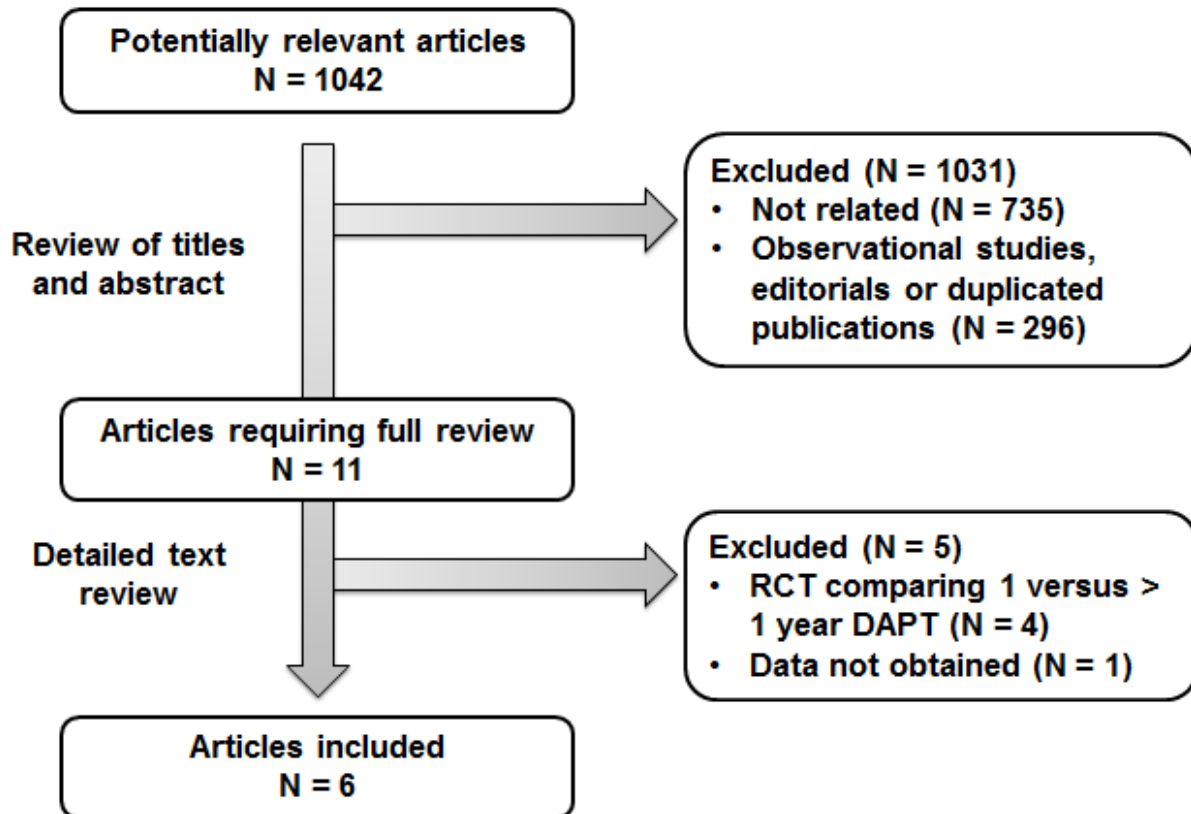 Potentially relevant articles
N = 1042
Excluded (N = 1031)
• Not related (N = 735)
• Observational studies,
editorials or duplicated
publications (N = 296)
Review of titles
and abstract
Articles requiring full review
N = 11
Detailed text
review
Excluded (N = 5)
• RCT comparing 1 versus >
1 year DAPT (N = 4)
• Data not obtained (N = 1)
Articles included
N = 6